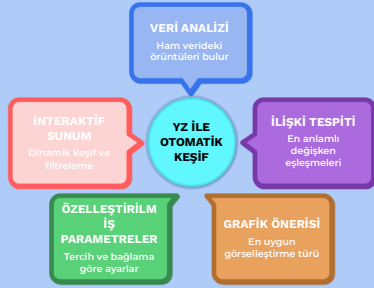 VERİ ANALİZİ
Ham verideki
örüntüleri bulur
İNTERAKTİF
SUNUM
Dinamik keşif ve
filtreleme
YZ İLE
OTOMATİK
KEŞİF
İLİŞKİ TESPİTİ
En anlamlı
değişken
eşleşmeleri
ÖZELLEŞTİRİLM
İŞ
PARAMETRELER
Tercih ve bağlama
göre ayarlar
GRAFİK ÖNERİSİ
En uygun
görselleştirme türü